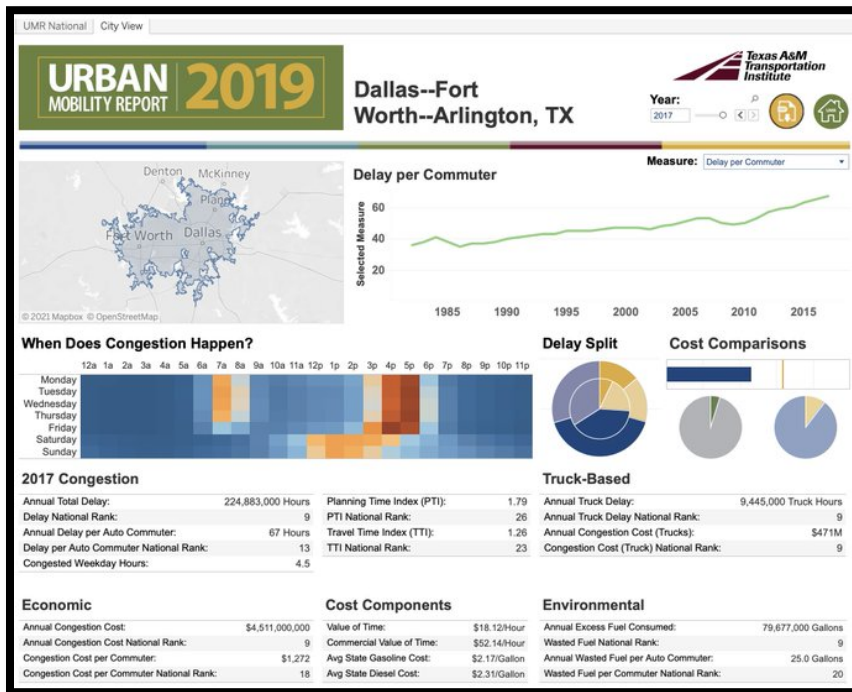 UMR National City View
URBAN
MOBILITY REPORT
2019
Dallas--Fort
Worth--Arlington, TX
Texas A&M
Transportation
Institute
Year:
2017
Measure: Delay per Commuter
Denton McKinney
Plano
Fort Worth Dallas
© 2021 Mapbox © OpenStreetMap
Delay per Commuter
Selected Measure
60
40
20
1985 1990 1995 2000 2005 2010 2015
When Does Congestion Happen?
12a 1a 2a 3a 4a 5a 6a 7a 8a 9a 10a 11a 12p 1p 2p 3p 4p 5p 6p 7p 8p 9p 10p 11p
Monday
Tuesday
Wednesday
Thursday
Friday
Saturday
Sunday
Delay Split
Cost Comparisons
2017 Congestion
Annual Total Delay: 224,883,000 Hours
Delay National Rank: 9
Annual Delay per Auto Commuter: 67 Hours
Delay per Auto Commuter National Rank: 13
Congested Weekday Hours: 4.5
Planning Time Index (PTI): 1.79
PTI National Rank: 26
Travel Time Index (TTI): 1.26
TTI National Rank: 23
Truck-Based
Annual Truck Delay: 9,445,000 Truck Hours
Annual Truck Delay National Rank: 9
Annual Congestion Cost (Trucks): $471M
Congestion Cost (Truck) National Rank: 9
Economic
Annual Congestion Cost: $4,511,000,000
Annual Congestion Cost National Rank: 9
Congestion Cost per Commuter: $1,272
Congestion Cost per Commuter National Rank: 18
Cost Components
Value of Time: $18.12/Hour
Commercial Value of Time: $52.14/Hour
Avg State Gasoline Cost: $2.17/Gallon
Avg State Diesel Cost: $2.31/Gallon
Environmental
Annual Excess Fuel Consumed: 79,677,000 Gallons
Wasted Fuel National Rank: 9
Annual Wasted Fuel per Auto Commuter: 25.0 Gallons
Wasted Fuel per Commuter National Rank: 20